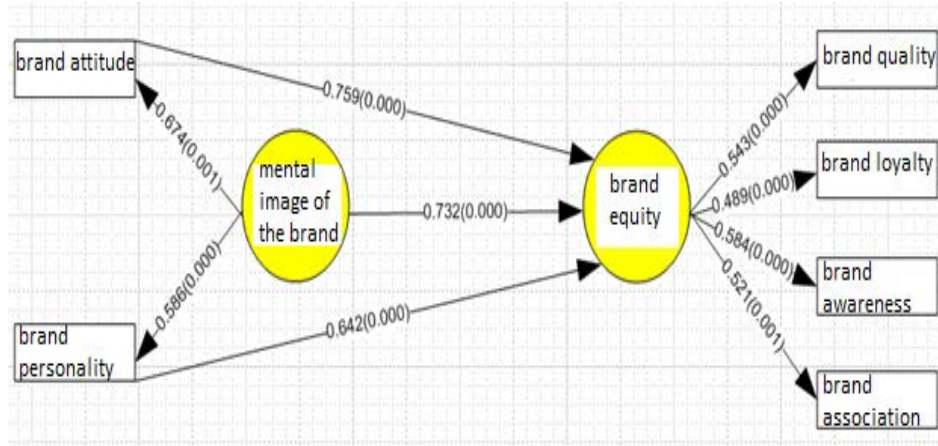 brand attitude
0.759(0.000)
brand quality
0.674(0.001)
0.543(0.000)
brand loyalty
mental
image of
the brand
0.732(0.000)
brand
equity
0.489(0.000)
0.584(0.000)
0.586(0.000)
0.642(0.000)
0.521(0.001)
brand
awareness
brand
personality
brand
association